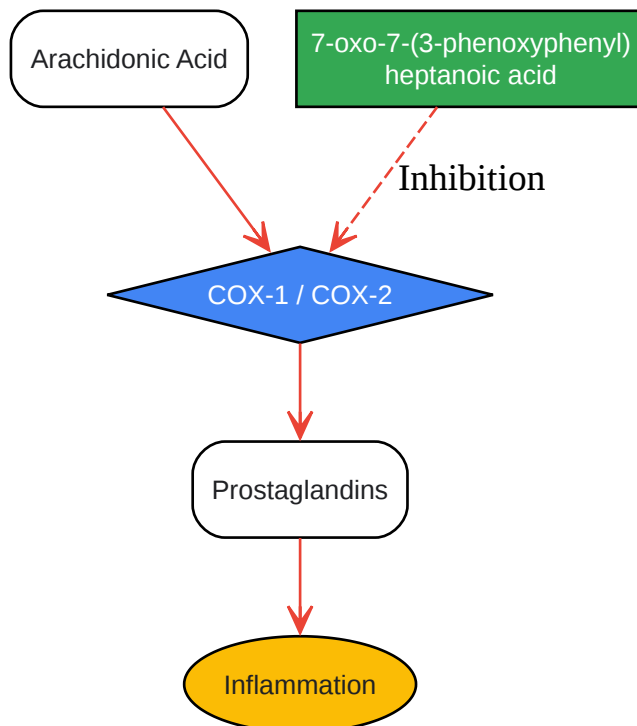 Arachidonic Acid
7-oxo-7-(3-phenoxyphenyl)
heptanoic acid
Inhibition
COX-1 / COX-2
Prostaglandins
Inflammation